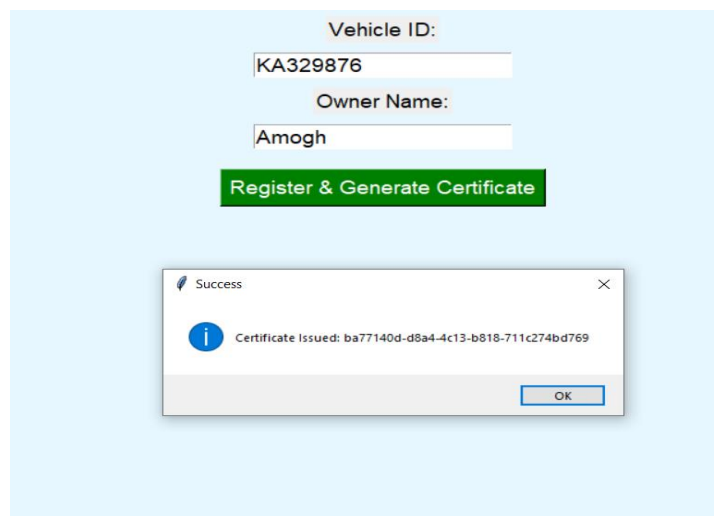 Vehicle ID:
KA329876
Owner Name:
Amogh
Register & Generate Certificate
Success
Certificate Issued: ba77140d-d8a4-4c13-b818-711c274bd769
OK